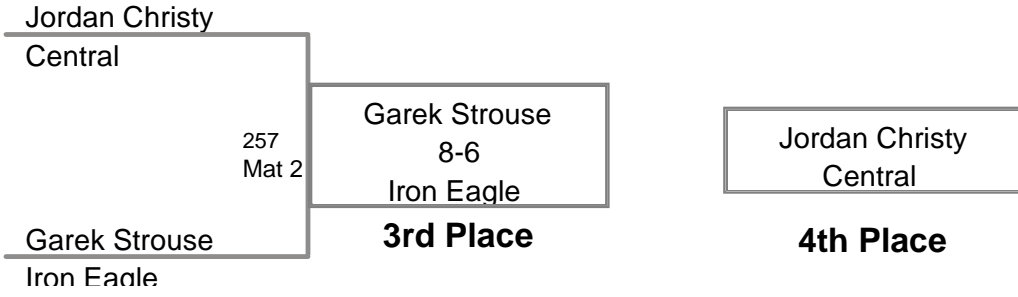 Jordan Christy
Central
257
Mat 2
Garek Strouse
8-6
Iron Eagle
3rd Place
Garek Strouse
Iron Eagle
Jordan Christy
Central
4th Place